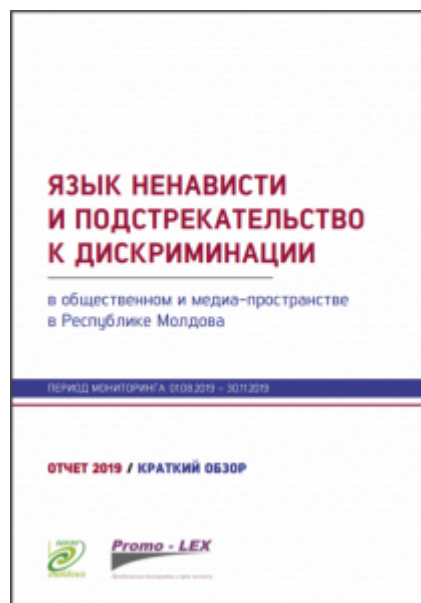 ЯЗЫК НЕНАВИСТИ
И ПОДСТРЕКАТЕЛЬСТВО
К ДИСКРИМИНАЦИИ
в общественном и медиа-пространстве
в Республике Молдова
ПЕРИОД МОНИТОРИНГА: 01.08.2019 – 30.11.2019
ОТЧЕТ 2019 / КРАТКИЙ ОБЗОР
Promo - LEX